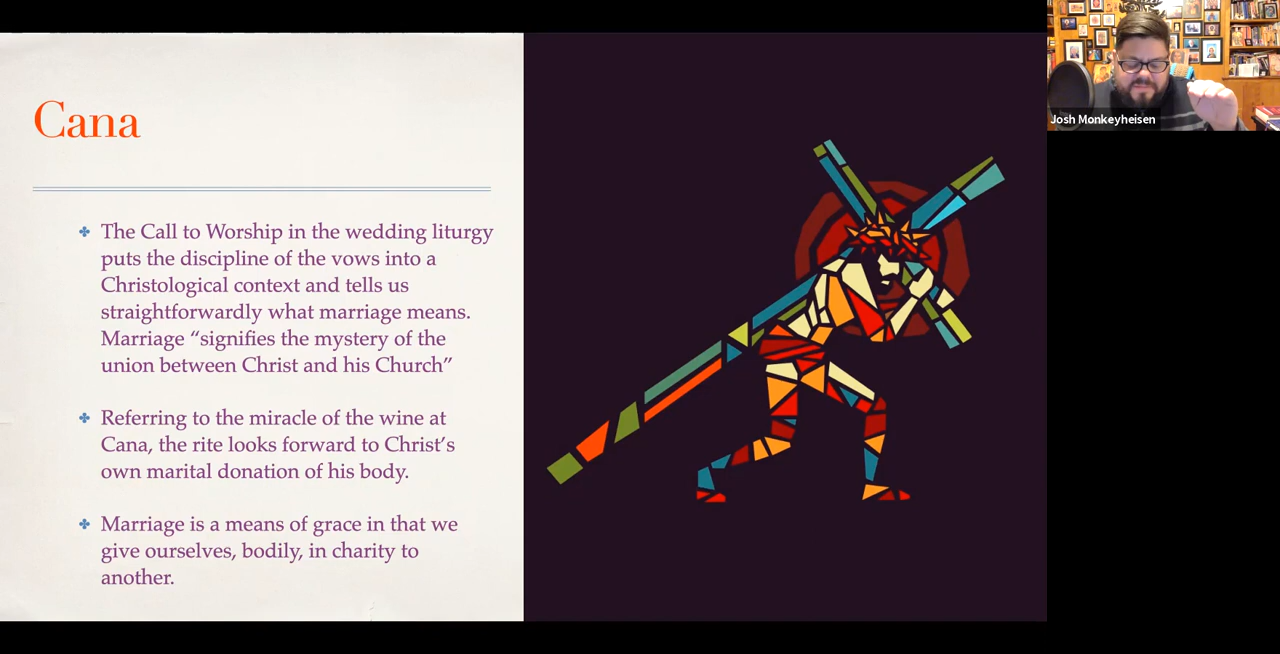 Cana
The Call to Worship in the wedding liturgy
puts the discipline of the vows into a
Christological context and tells us
straightforwardly what marriage means.
Marriage “signifies the mystery of the
union between Christ and his Church”
Referring to the miracle of the wine at
Cana, the rite looks forward to Christ’s
own marital donation of his body.
Marriage is a means of grace in that we
give ourselves, bodily, in charity to
another.
Josh Monkeyheisen